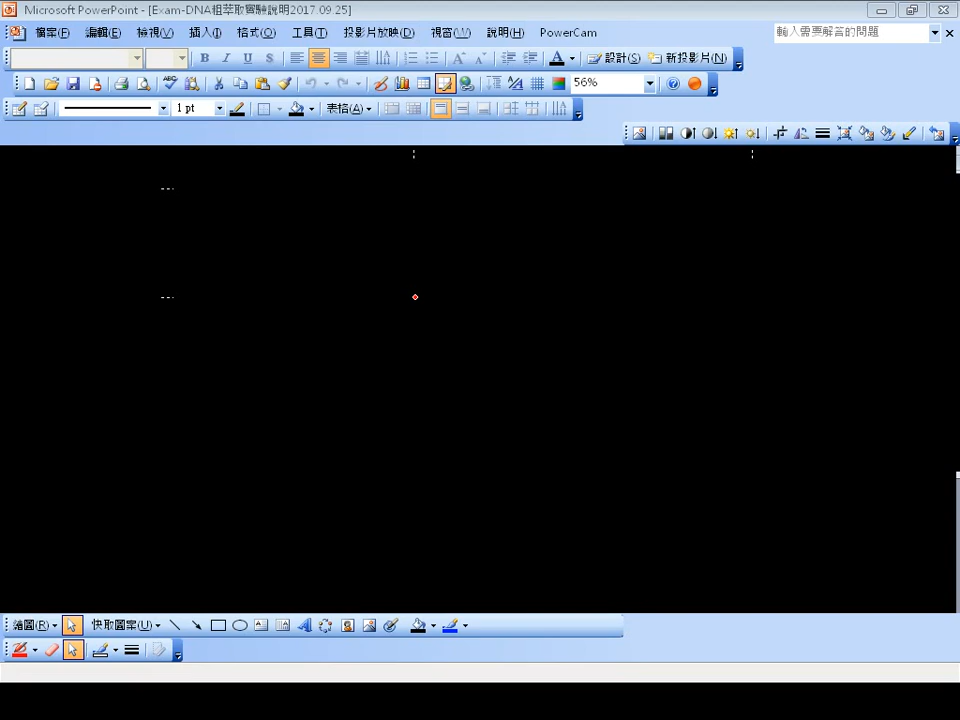 Microsoft PowerPoint - [Exam-DNA粗萃取實驗說明2017 09.25]
檔案(F) 編輯(E) 檢視(V) 插入(I) 格式(O) 工具(T) 投影片放映(D) 視窗(W) 說明(H) PowerCam 輸入需要解答的問題
B I U S A A A 設計(S) 新投影片(N)
56%
1 pt 表格(A)
繪圖(R) 快取圖案(U)